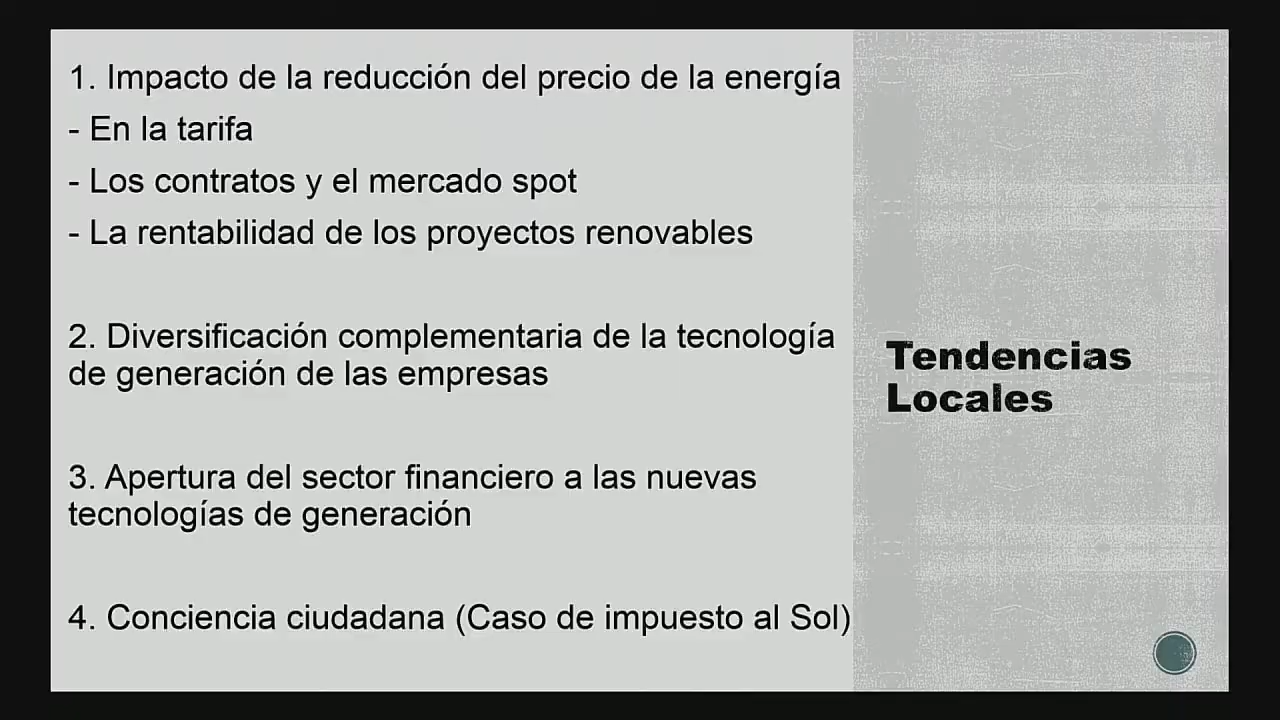 1. Impacto de la reducción del precio de la energía
- En la tarifa
- Los contratos y el mercado spot
- La rentabilidad de los proyectos renovables
2. Diversificación complementaria de la tecnología
de generación de las empresas
3. Apertura del sector financiero a las nuevas
tecnologías de generación
4. Conciencia ciudadana (Caso de impuesto al Sol)
Tendencias
Locales